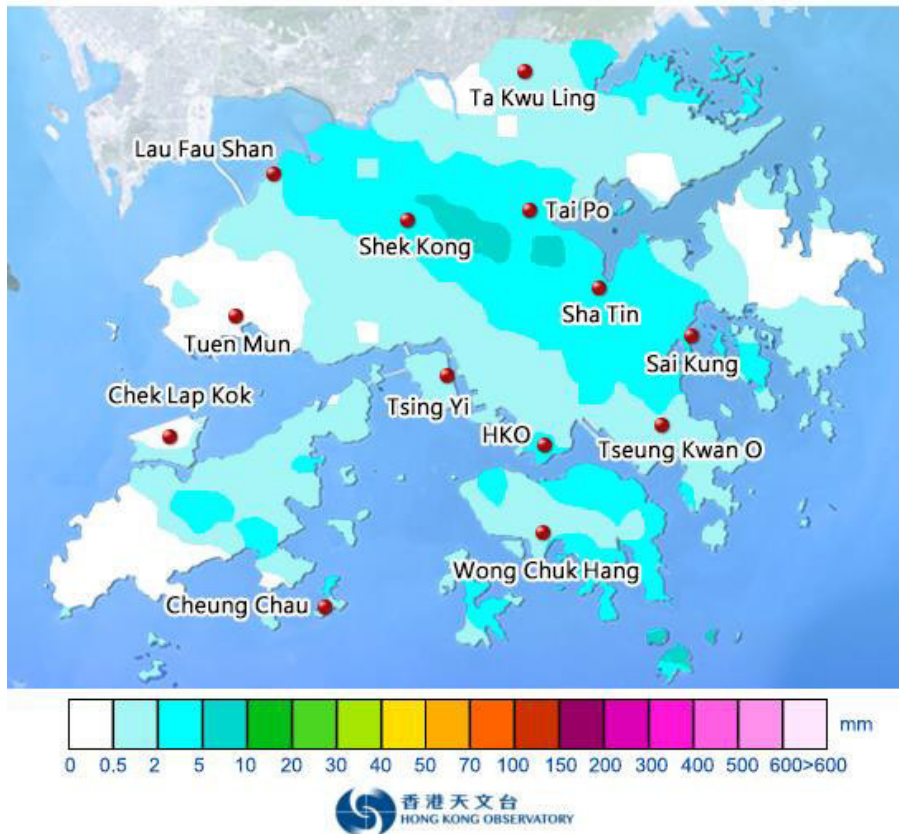 Ta Kwu Ling
Lau Fau Shan
Tai Po
Shek Kong
Sha Tin
Tuen Mun
Sai Kung
Chek Lap Kok
Tsing Yi
HKO
Tseung Kwan O
Wong Chuk Hang
Cheung Chau
mm
0 0.5 2 5 10 20 30 40 50 70 100 150 200 300 400 500 600>600
香港天文台
HONG KONG OBSERVATORY